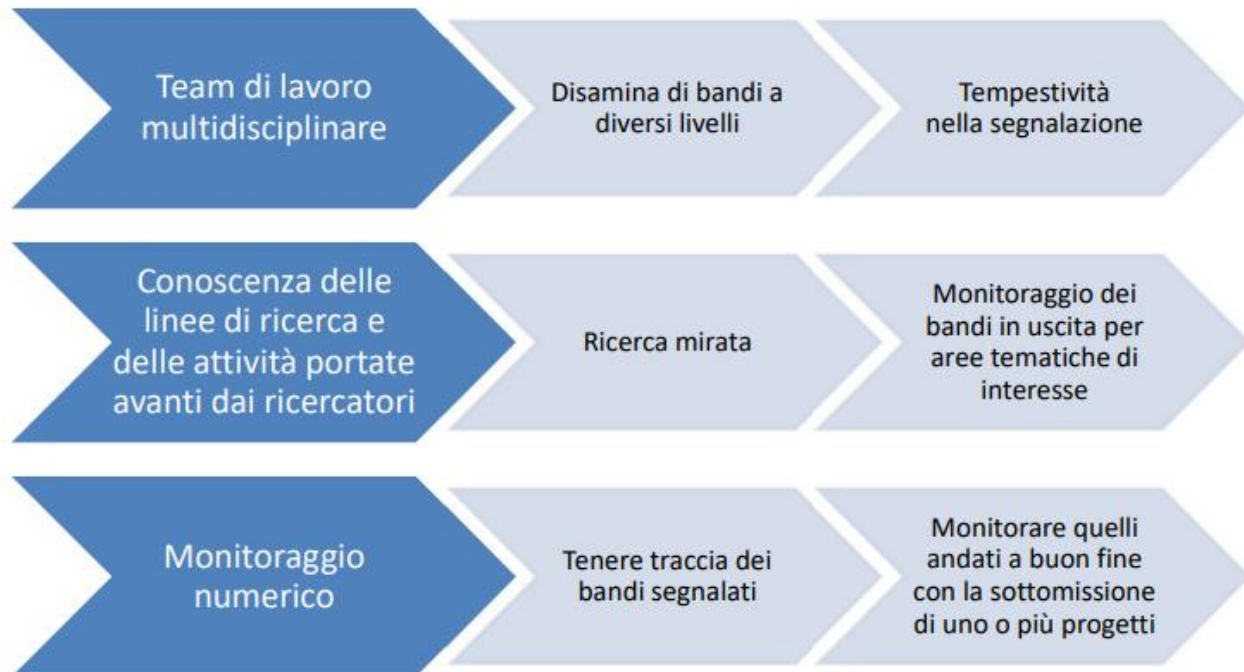 Team di lavoro
multidisciplinare
Disamina di bandi a
diversi livelli
Tempestività
nella segnalazione
Conoscenza delle
linee di ricerca e
delle attività portate
avanti dai ricercatori
Ricerca mirata
Monitoraggio dei
bandi in uscita per
aree tematiche di
interesse
Monitoraggio
numerico
Tenere traccia dei
bandi segnalati
Monitorare quelli
andati a buon fine
con la sottomissione
di uno o più progetti